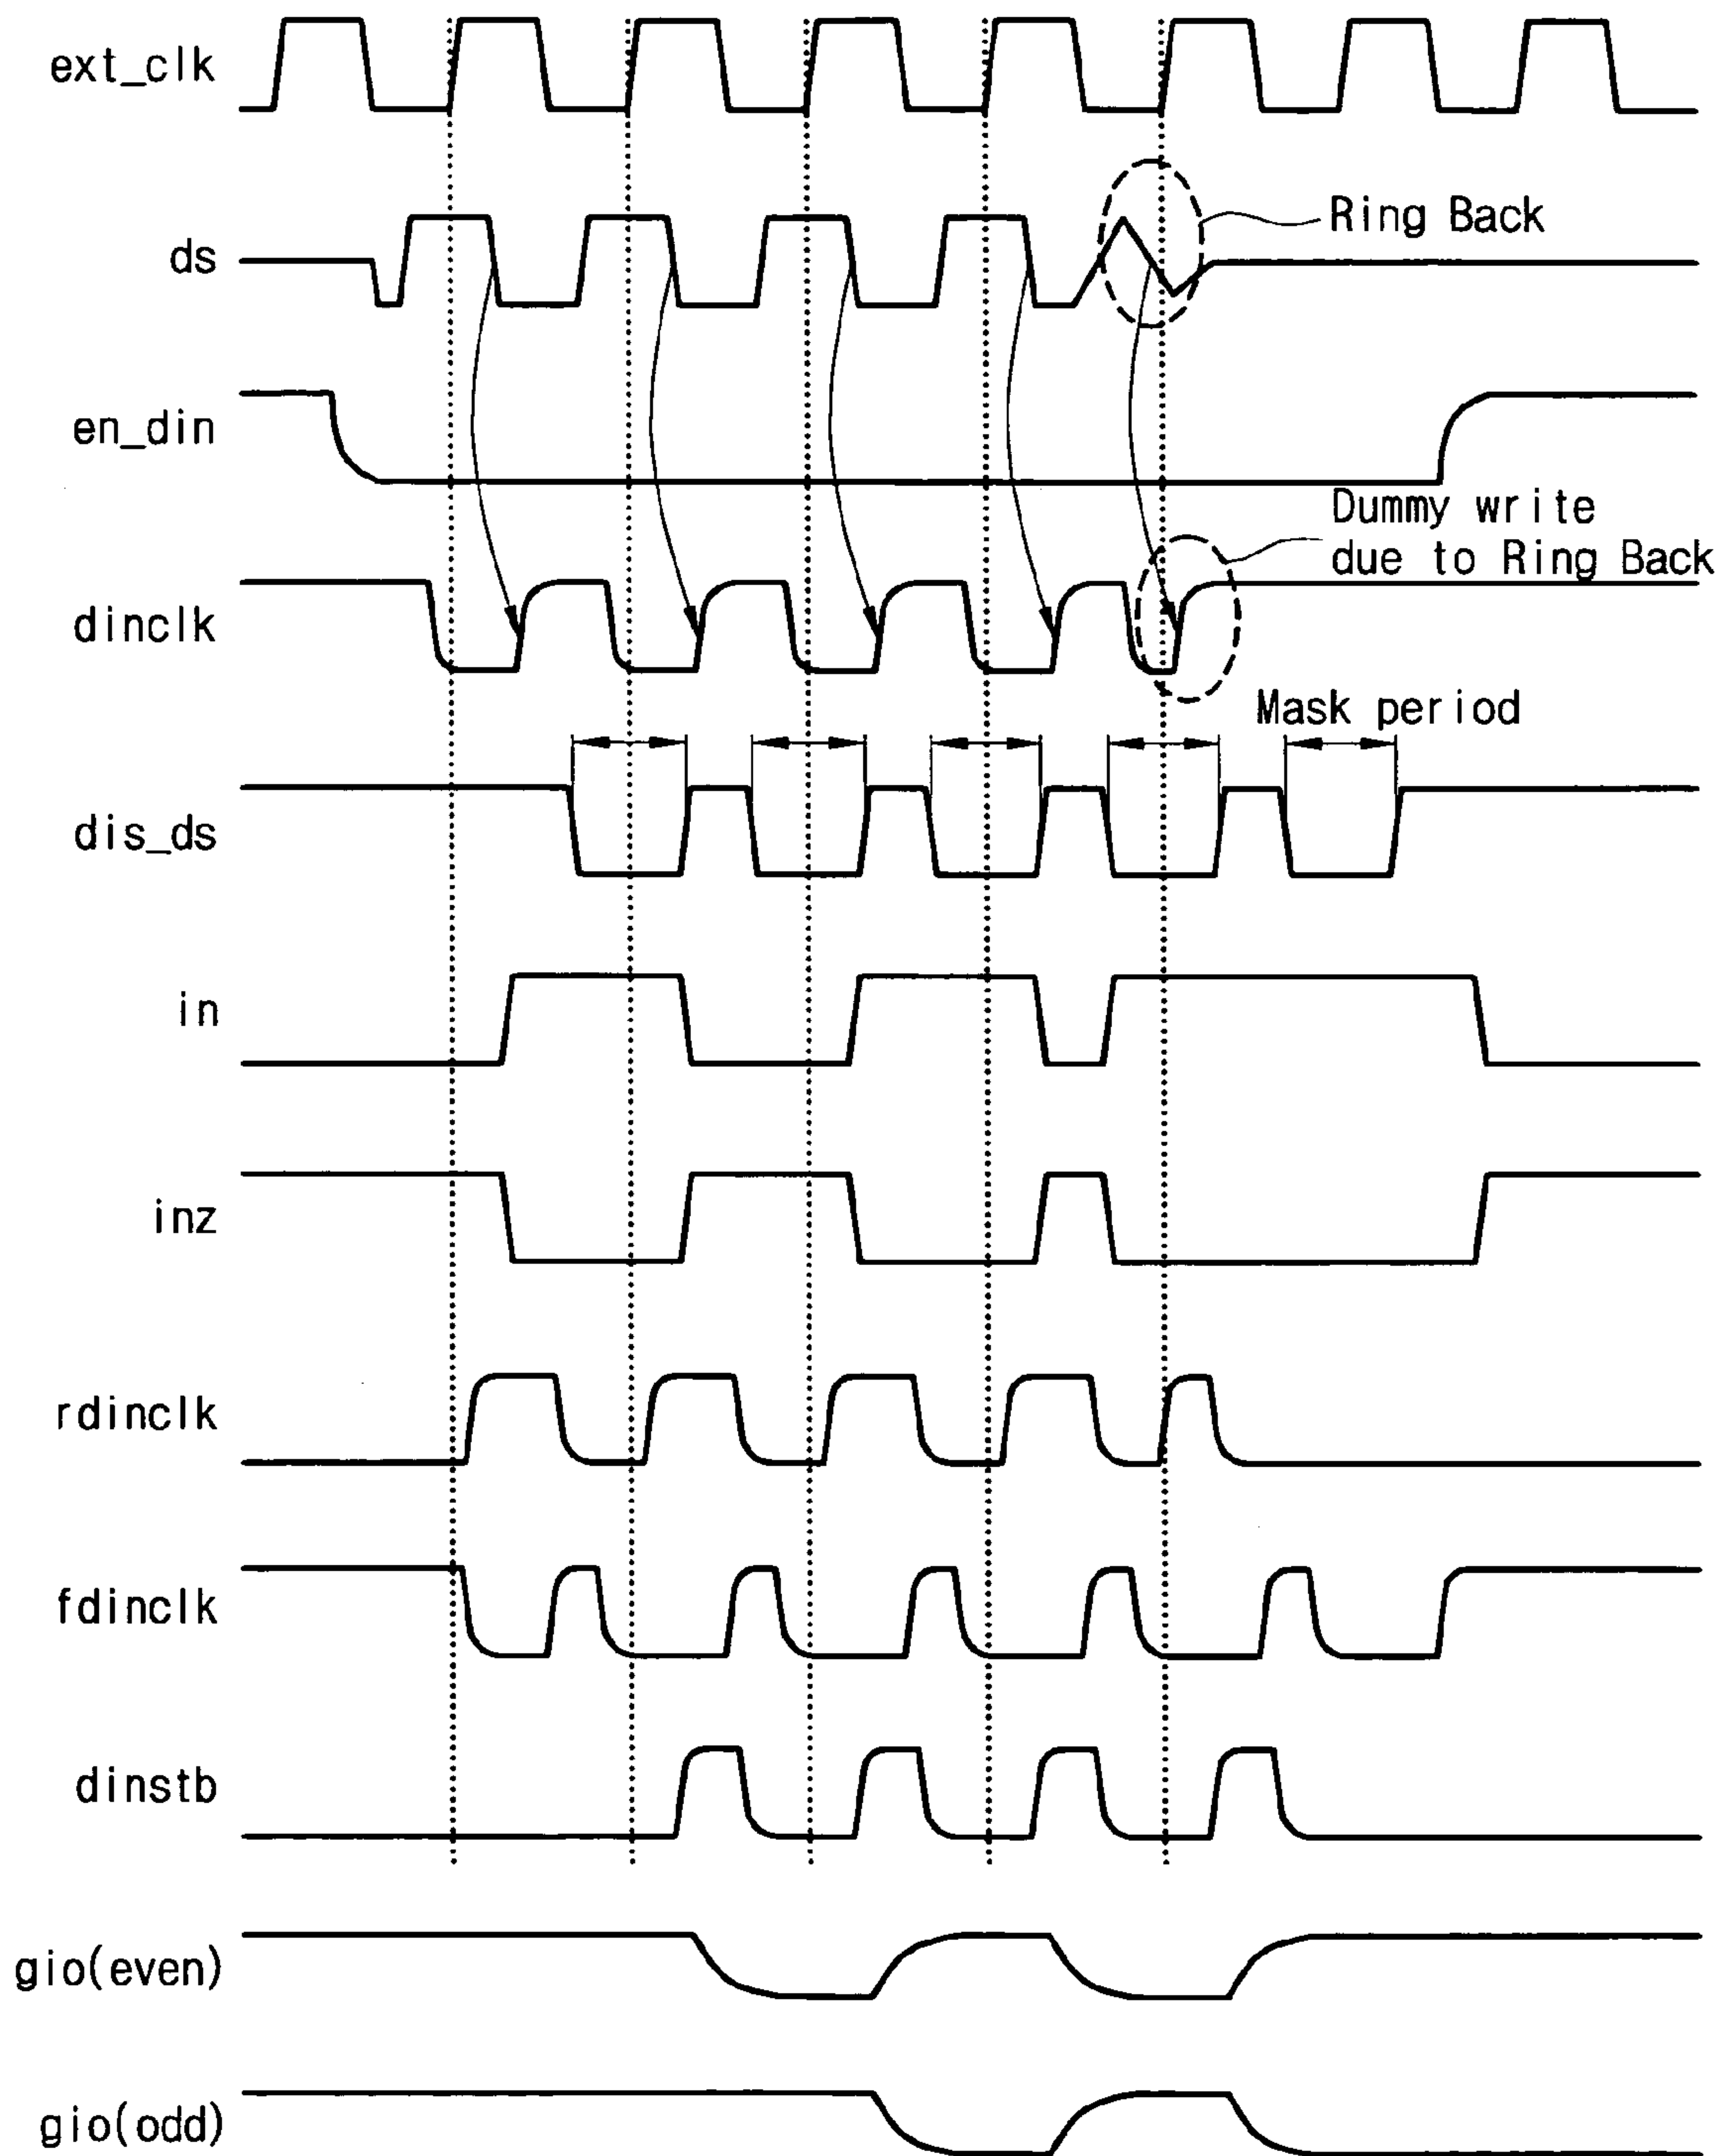 ext_clk
ds
Ring Back
en_din
Dummy write
due to Ring Back
dinclk
Mask period
dis_ds
in
inz
rdinclk
fdinclk
dinstb
gio(even)
gio(odd)